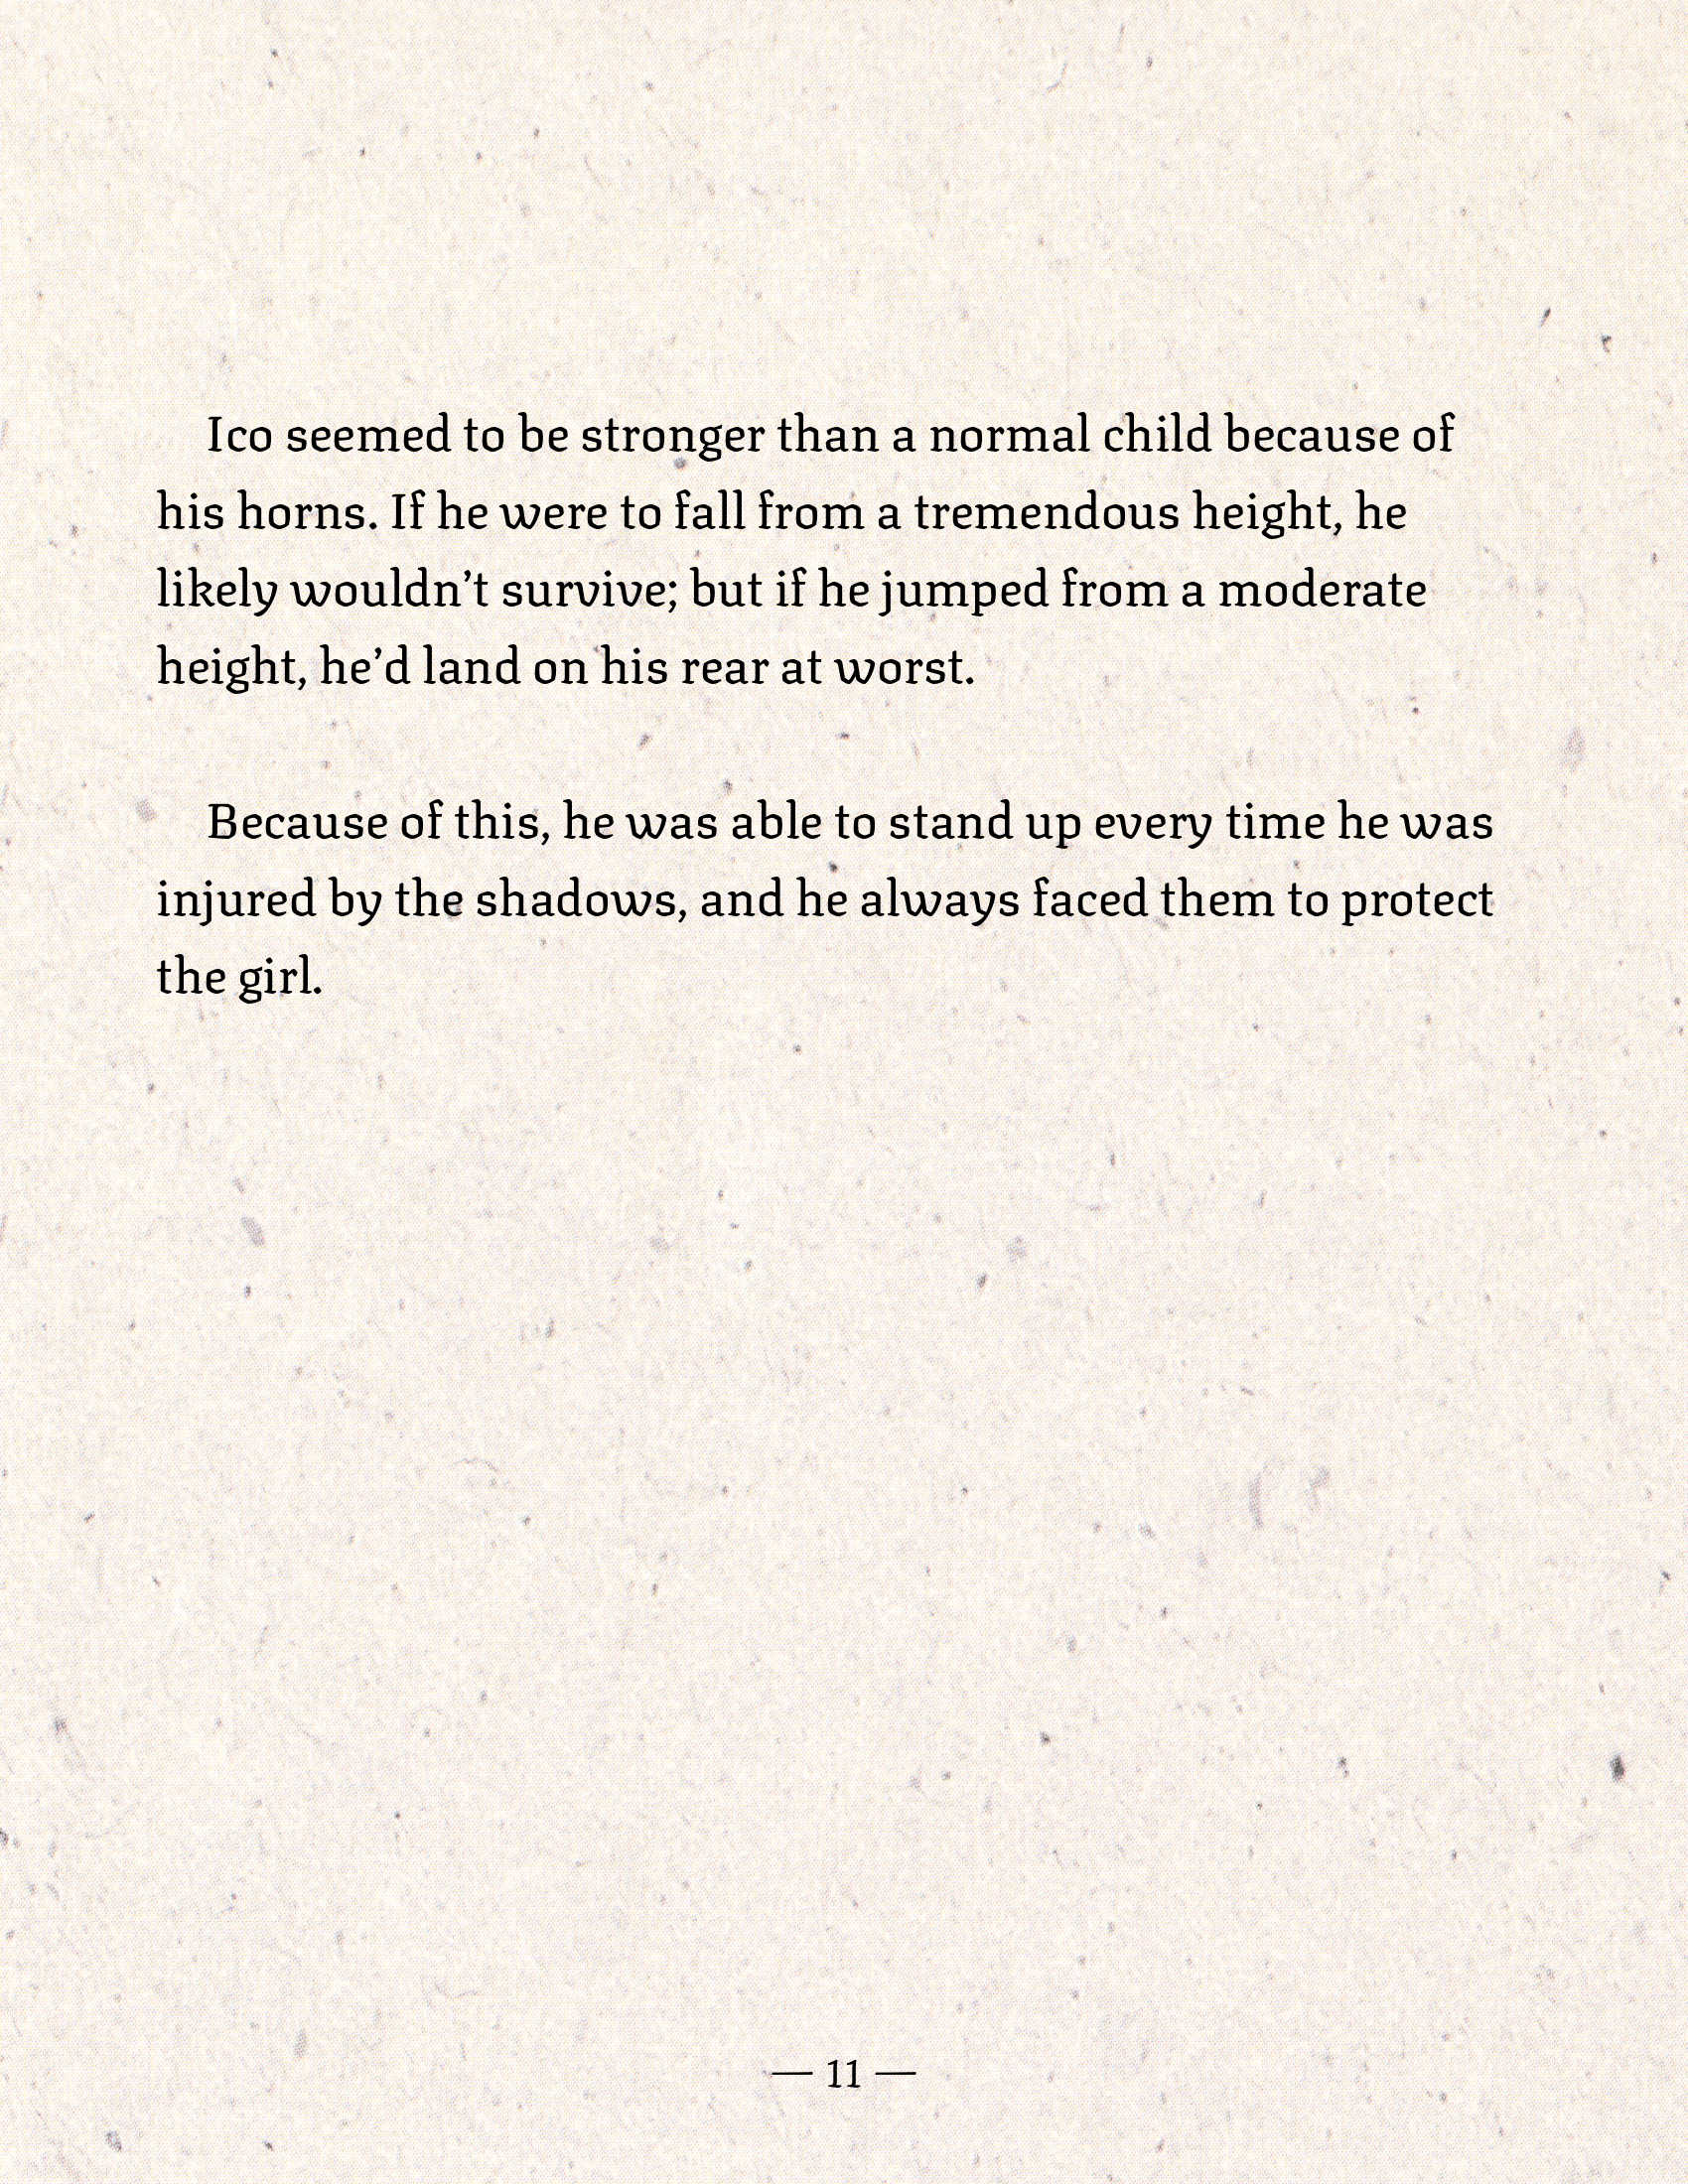 Ico seemed to be stronger than a normal child because of
his horns. If he were to fall from a tremendous height, he
likely wouldn’t survive; but if he jumped from a moderate
height, he’d land on his rear at worst.
Because of this, he was able to stand up every time he was
injured by the shadows, and he always faced them to protect
the girl.
— 11 —